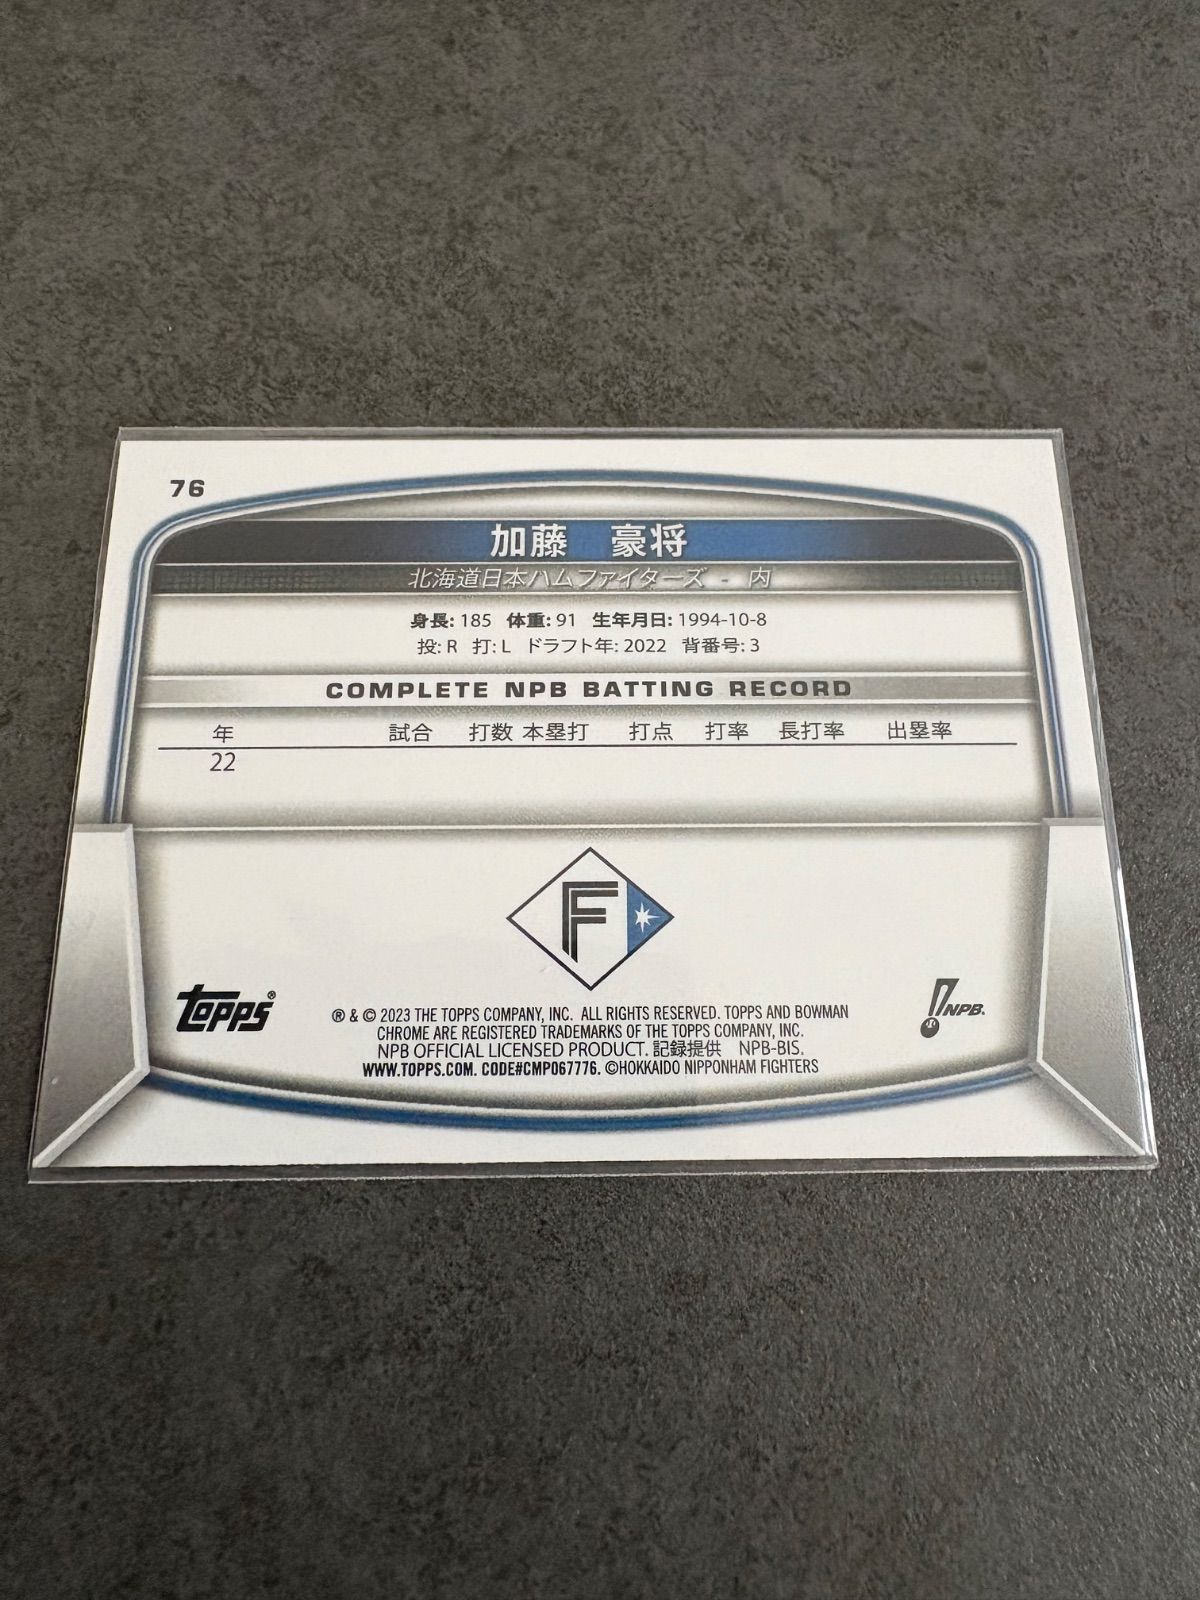 76
加藤　豪将
北海道日本ハムファイターズ - 内
身長: 185 体重: 91 生年月日: 1994-10-8
投: R 打: L ドラフト年: 2022 背番号: 3
COMPLETE NPB BATTING RECORD
年 試合 打数 本塁打 打点 打率 長打率 出塁率
22
F
TOPPS®
NPB.
® & © 2023 THE TOPPS COMPANY, INC. ALL RIGHTS RESERVED. TOPPS AND BOWMAN
CHROME ARE REGISTERED TRADEMARKS OF THE TOPPS COMPANY, INC.
NPB OFFICIAL LICENSED PRODUCT. 記録提供 NPB-BIS.
WWW.TOPPS.COM. CODE#CMP067776. ©HOKKAIDO NIPPONHAM FIGHTERS